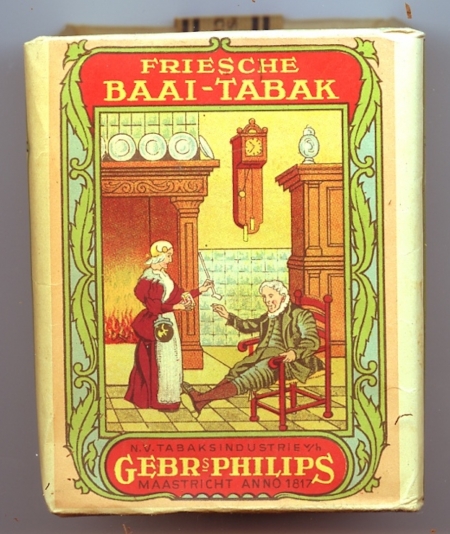 FRIESCHE
BAAI-TABAK
N.V. TABAKSINDUSTRIE v/h.
GEBRS PHILIPS
MAASTRICHT ANNO 1817